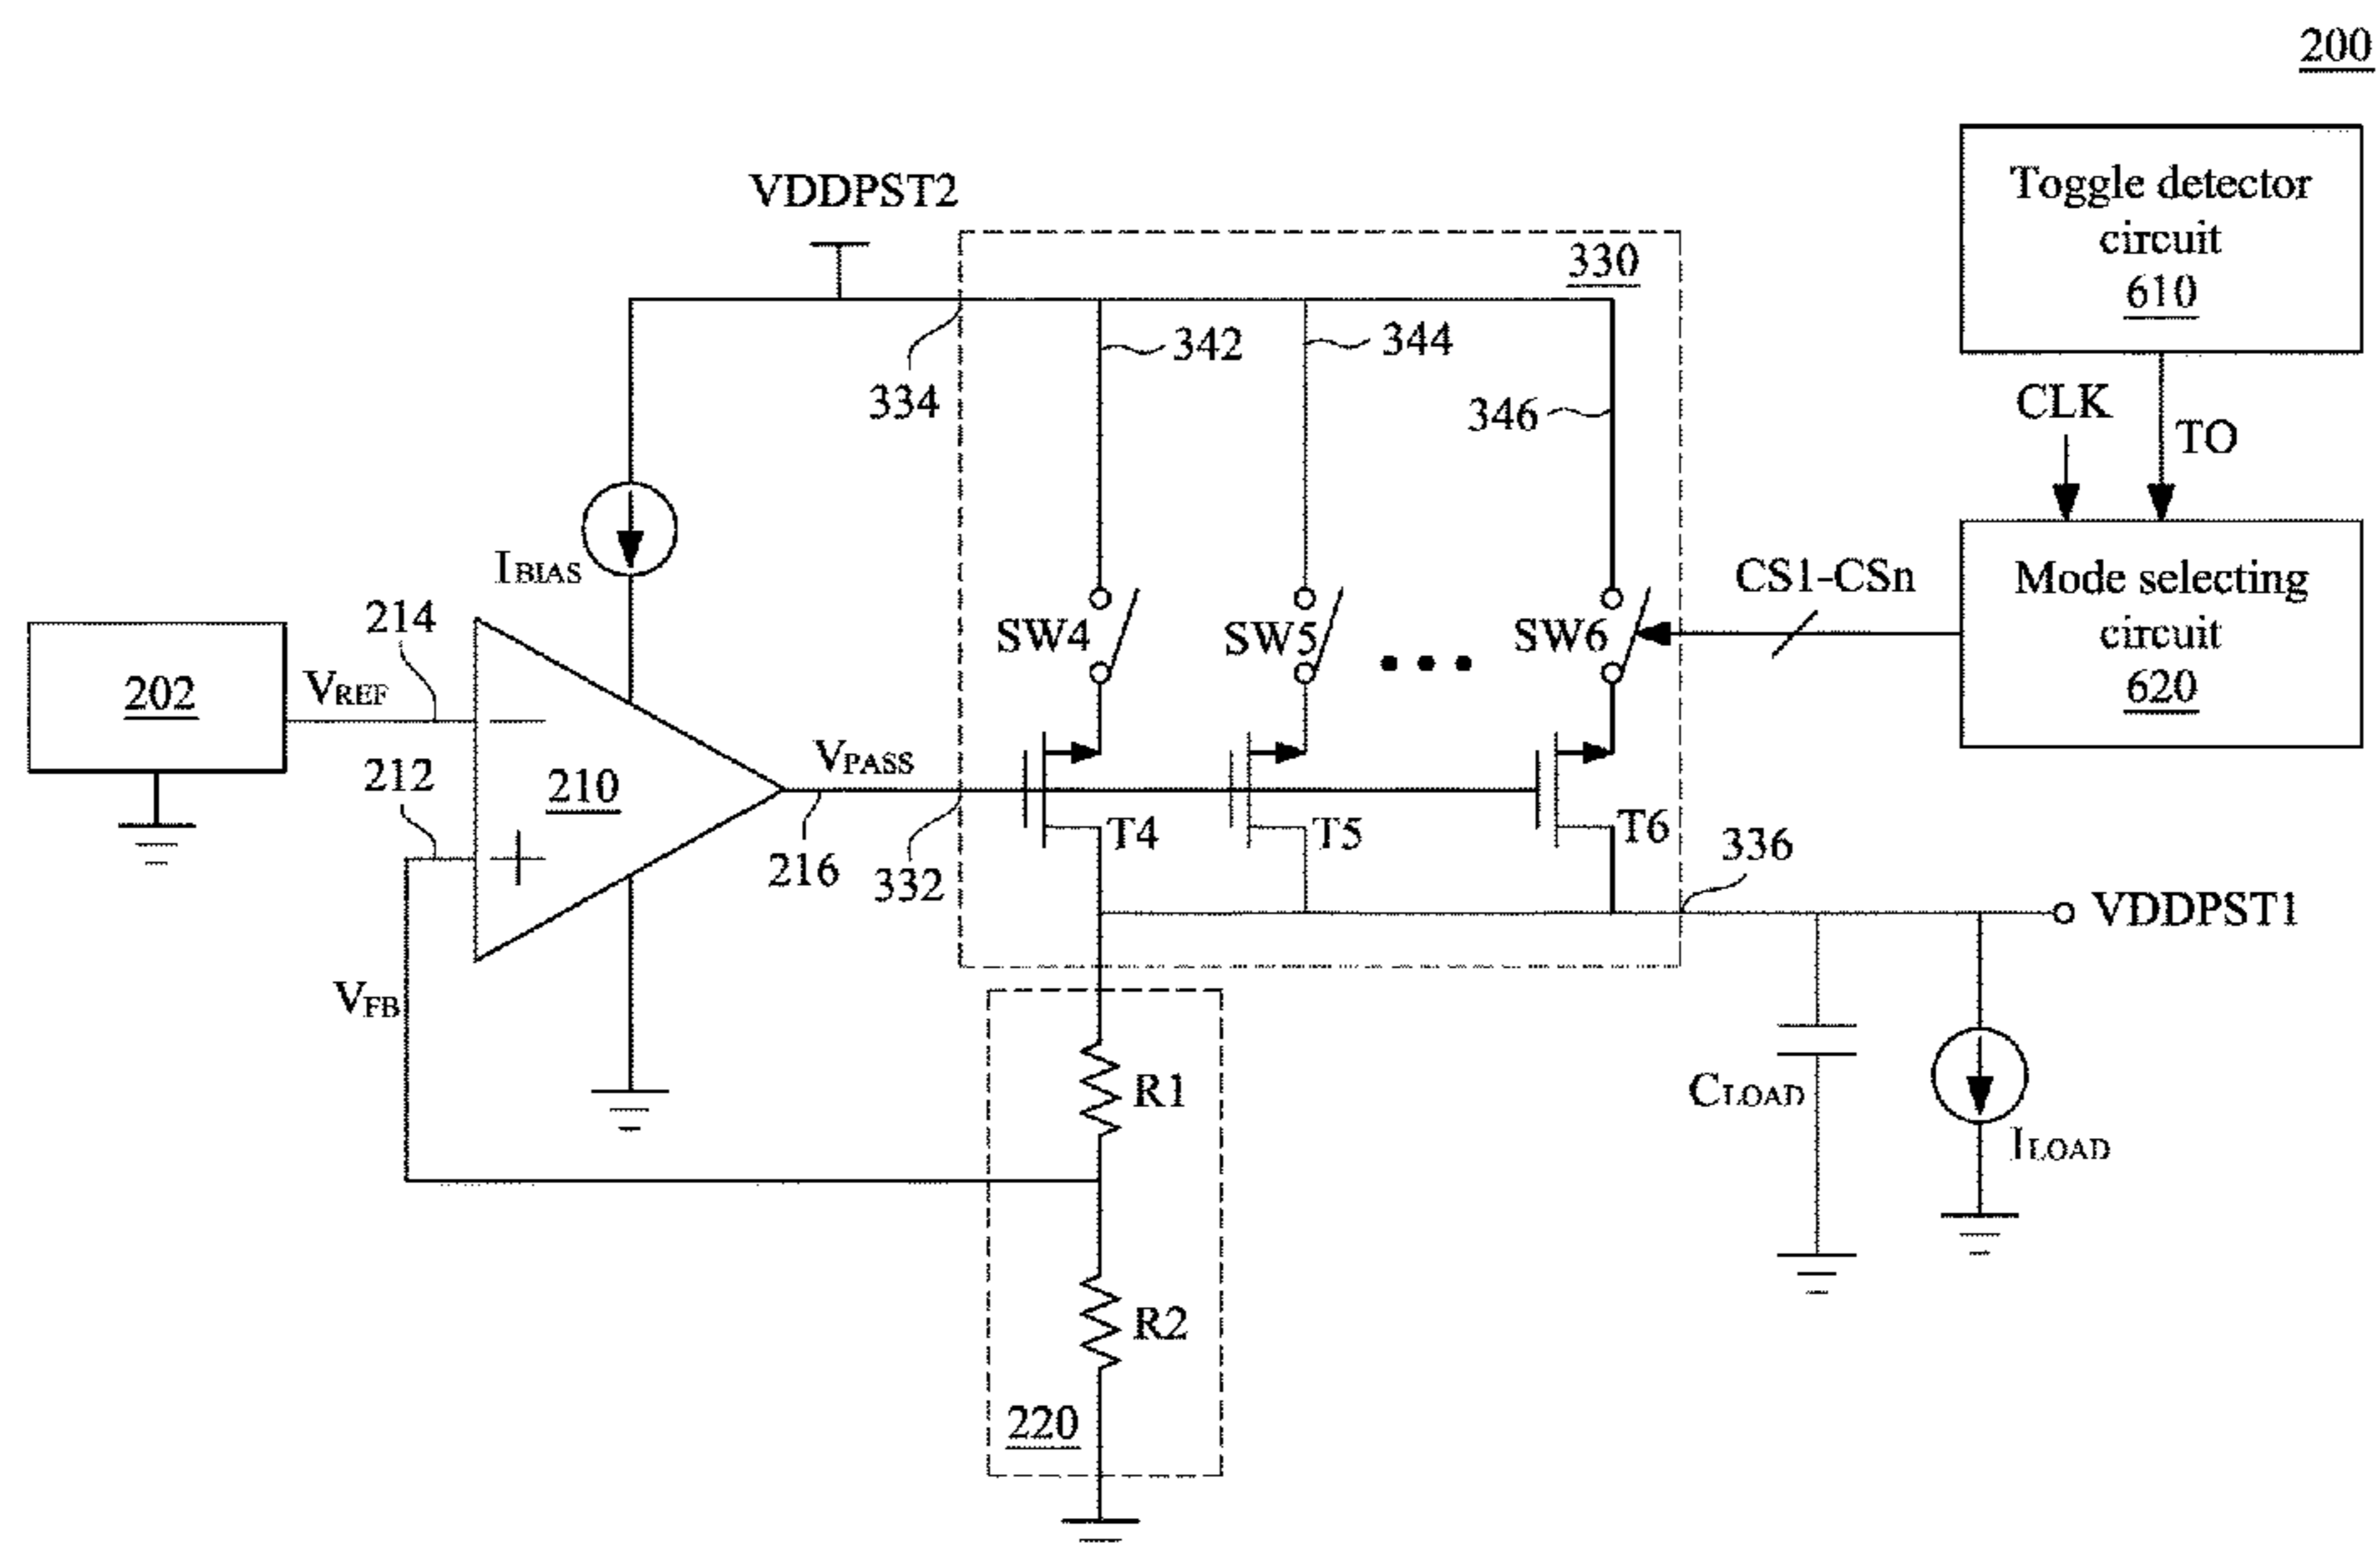 200
Toggle detector
circuit
610
VDDPST2
330
342
344
334
346
CLK
TO
IBIAS
CS1-CSn
Mode selecting
circuit
620
214
SW4
SW5
SW6
202
VREF
212
210
VPASS
T4
T5
T6
216
332
336
VDDPST1
VFB
R1
CLOAD
ILOAD
R2
220